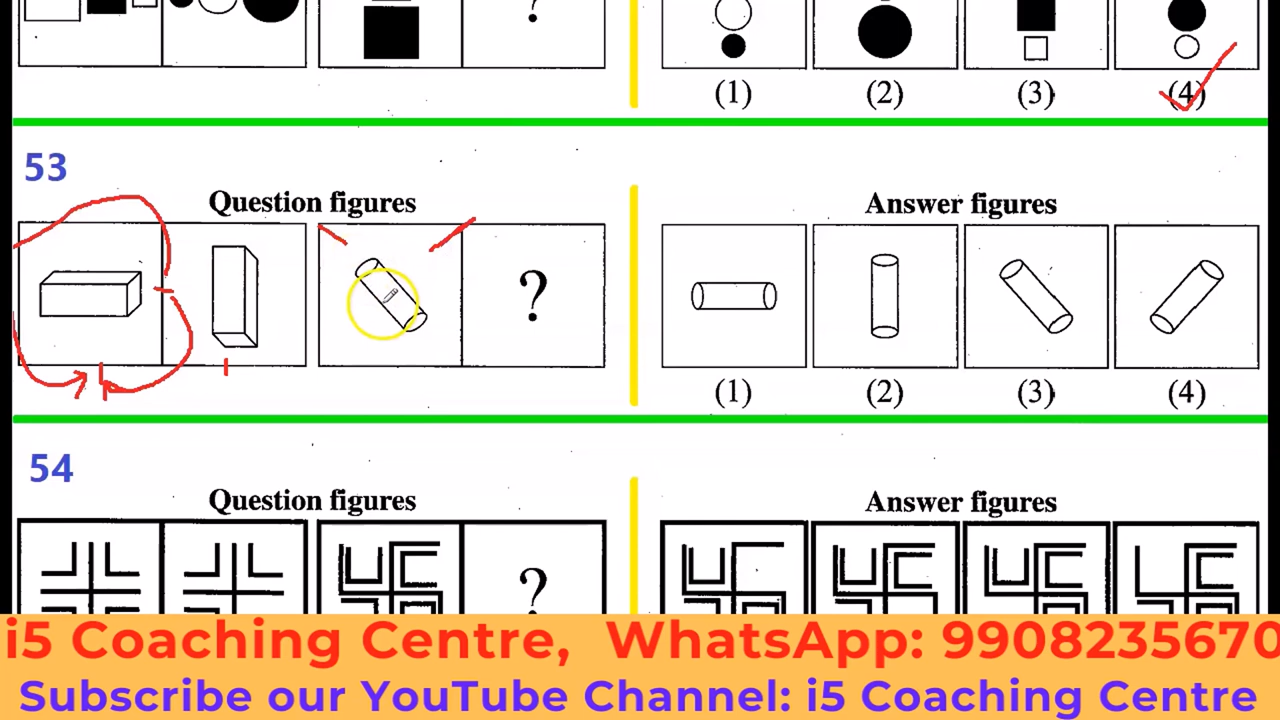 ?
(1) (2) (3) (4)
53
Question figures
Answer figures
?
(1) (2) (3) (4)
54
Question figures
Answer figures
?
i5 Coaching Centre, WhatsApp: 9908235670
Subscribe our YouTube Channel: i5 Coaching Centre